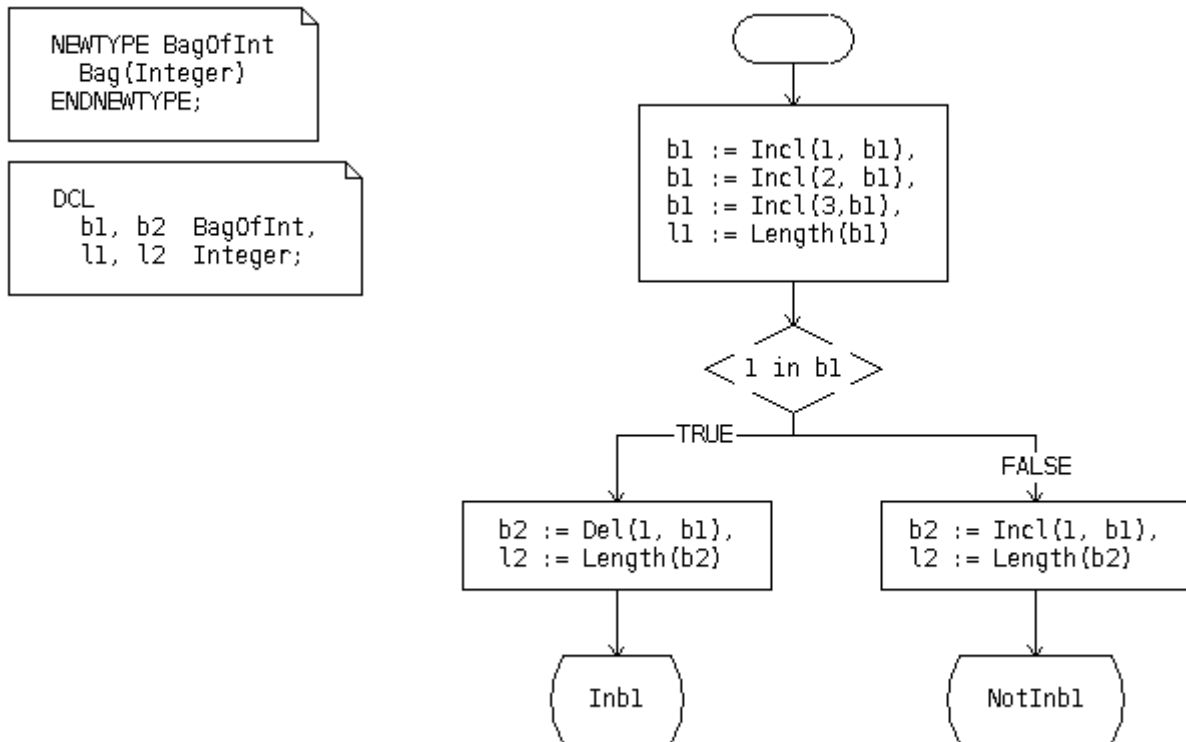 NEWTYPE BagOfInt
Bag(Integer)
ENDNEWTYPE;
DCL
b1, b2 BagOfInt,
l1, l2 Integer;
b1 := Incl(1, b1),
b1 := Incl(2, b1),
b1 := Incl(3,b1),
l1 := Length(b1)
1 in b1
TRUE
FALSE
b2 := Del(1, b1),
l2 := Length(b2)
b2 := Incl(1, b1),
l2 := Length(b2)
Inb1
NotInb1